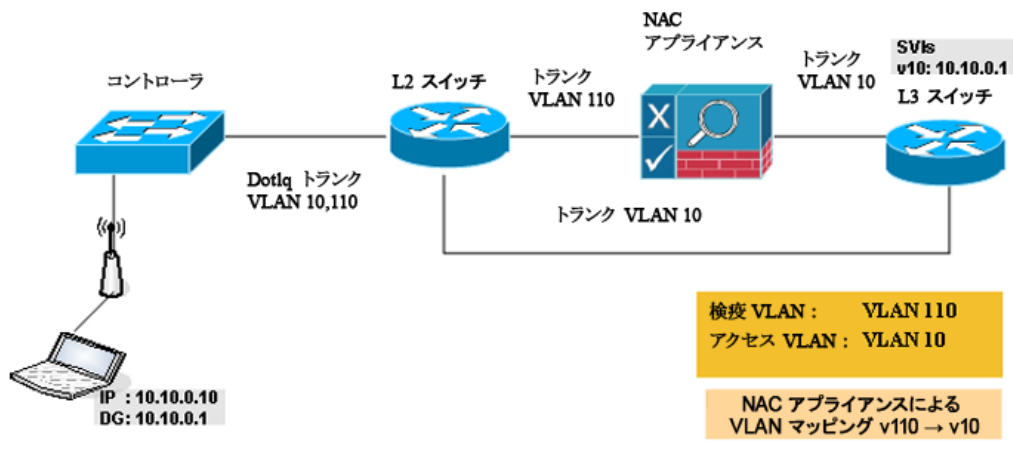 NAC
アプライアンス
SVIs
v10: 10.10.0.1
コントローラ
L2 スイッチ
トランク
VLAN 110
トランク
VLAN 10
L3 スイッチ
Dot1q トランク
VLAN 10,110
トランク VLAN 10
検疫 VLAN : VLAN 110
アクセス VLAN : VLAN 10
IP : 10.10.0.10
DG: 10.10.0.1
NAC アプライアンスによる
VLAN マッピング v110 → v10